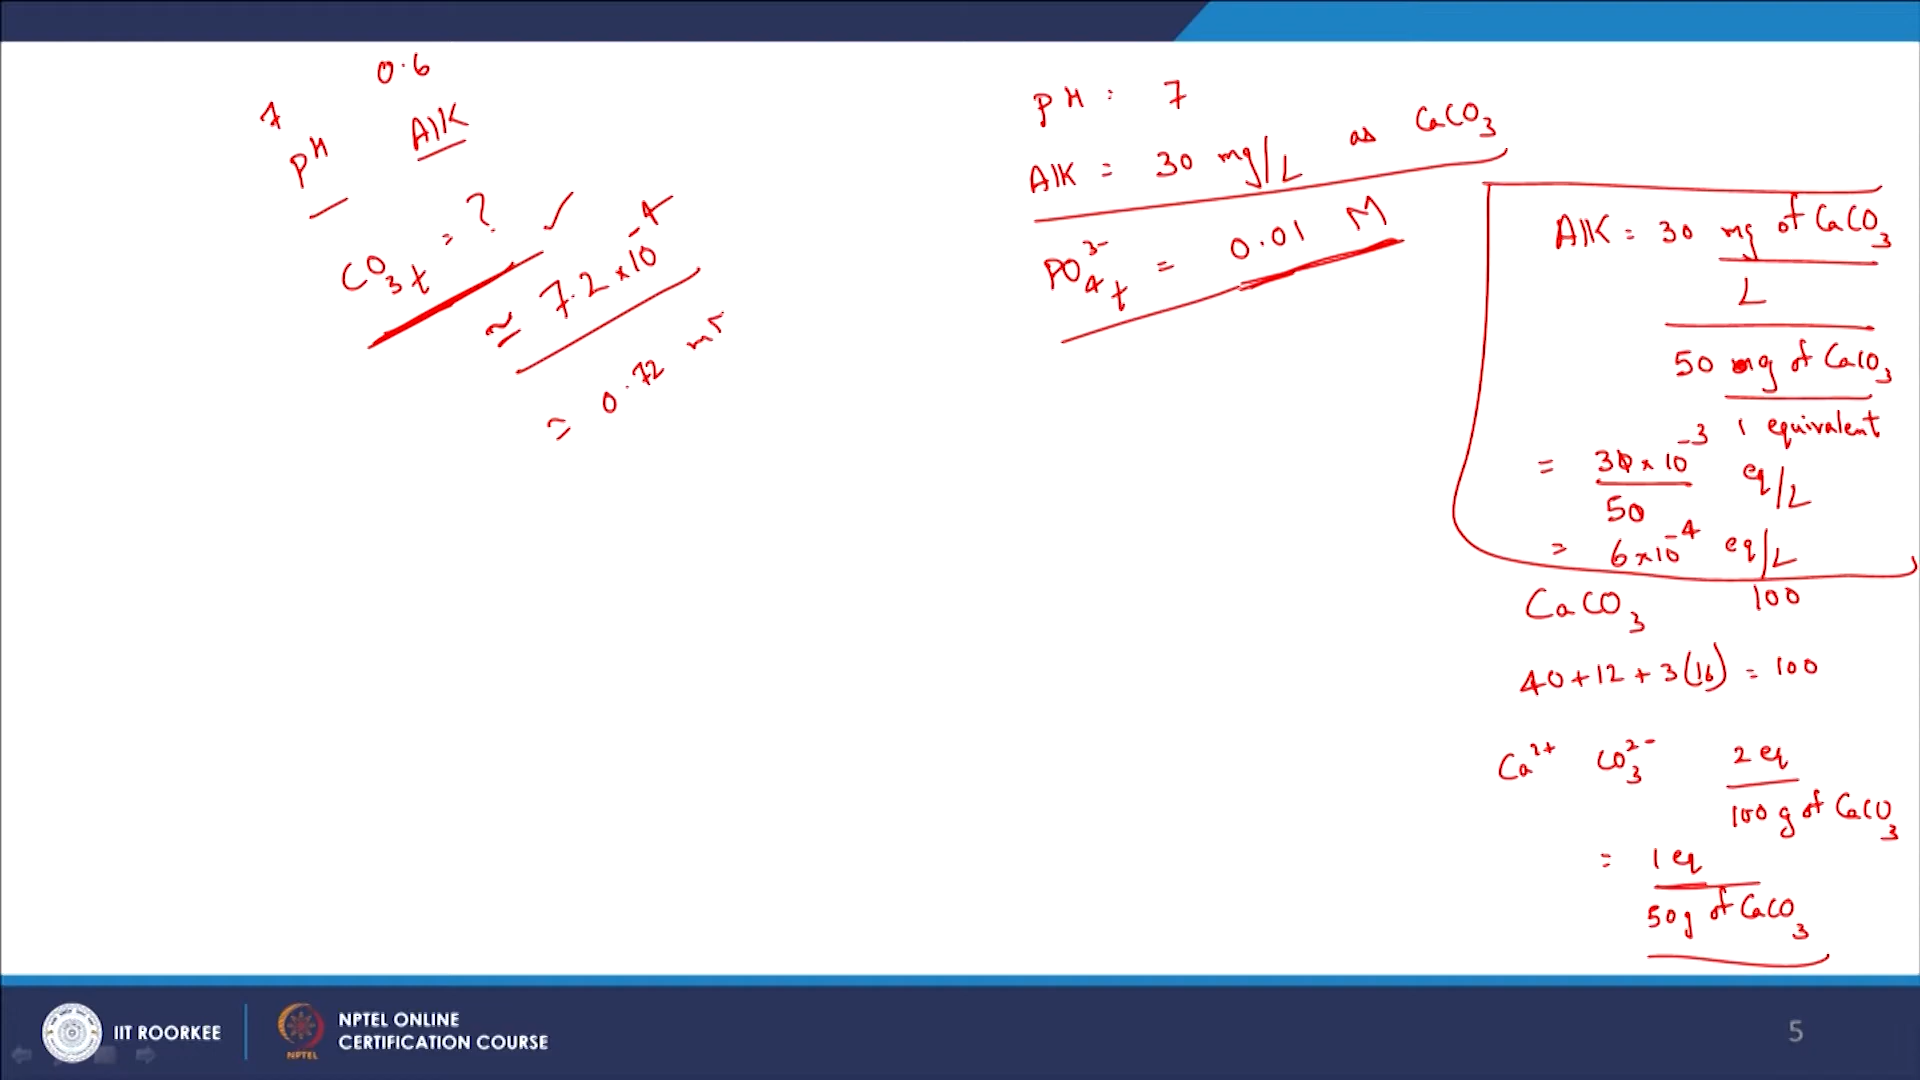 0.6
7
pH Alk
CO3t = ? ✓
≃ 7.2 × 10^-4
= 0.72
pH : 7
Alk = 30 mg/L as CaCO3
PO4^3- t = 0.01 M
Alk = 30 mg of CaCO3
L
50 mg of CaCO3
1 equivalent
= 30 × 10^-3 eq/L
50
= 6 × 10^-4 eq/L
CaCO3 100
40 + 12 + 3(16) = 100
Ca^2+ CO3^2- 2 eq
100 g of CaCO3
= 1 eq
50g of CaCO3
IIT ROORKEE
NPTEL
NPTEL ONLINE
CERTIFICATION COURSE
5